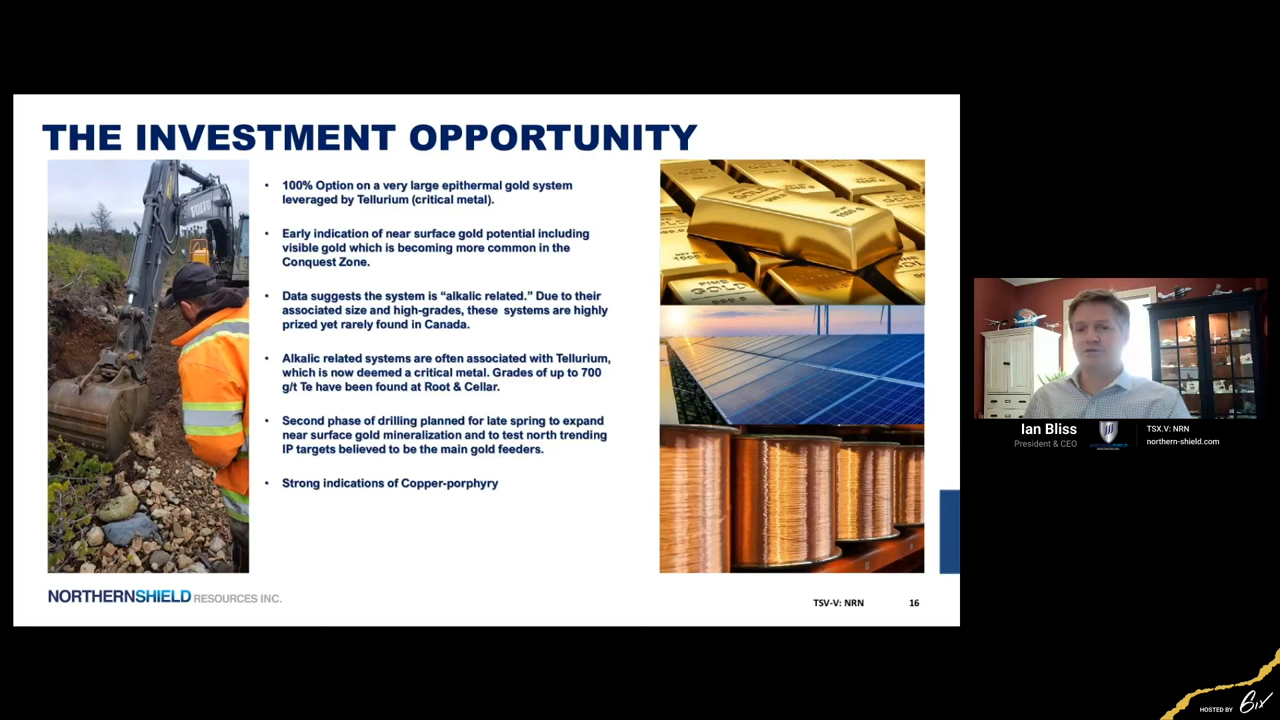 THE INVESTMENT OPPORTUNITY
• 100% Option on a very large epithermal gold system
leveraged by Tellurium (critical metal).
• Early indication of near surface gold potential including
visible gold which is becoming more common in the
Conquest Zone.
• Data suggests the system is “alkalic related.” Due to their
associated size and high-grades, these systems are highly
prized yet rarely found in Canada.
• Alkalic related systems are often associated with Tellurium,
which is now deemed a critical metal. Grades of up to 700
g/t Te have been found at Root & Cellar.
• Second phase of drilling planned for late spring to expand
near surface gold mineralization and to test north trending
IP targets believed to be the main gold feeders.
• Strong indications of Copper-porphyry
VOLVO
FINE
GOLD
999.9
NORTHERNSHIELD RESOURCES INC.
TSV-V: NRN
16
Ian Bliss
President & CEO
TSX.V: NRN
northern-shield.com
HOSTED BY 6ix